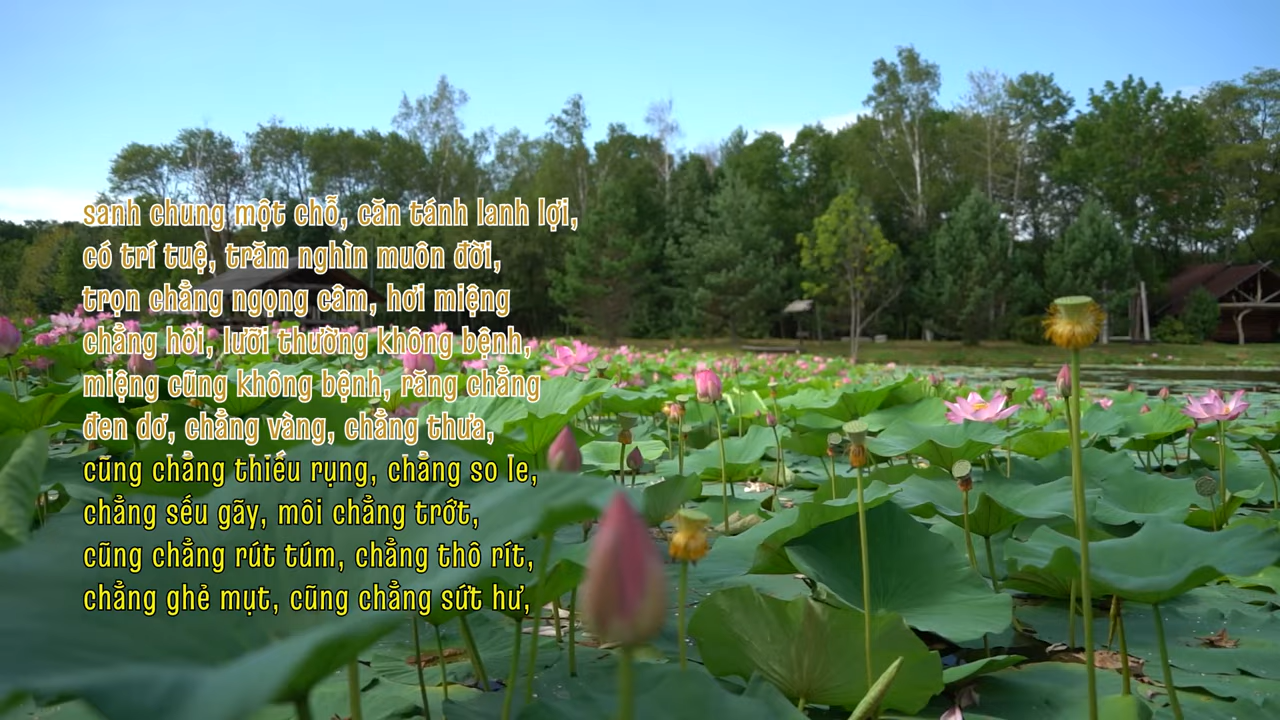 sanh chung một chỗ, căn tánh lanh lợi,
có trí tuệ, trăm nghìn muôn đời,
trọn chẳng ngọng câm, hơi miệng
chẳng hôi, lưỡi thường không bệnh,
miệng cũng không bệnh, răng chẳng
đen dơ, chẳng vàng, chẳng thưa,
cũng chẳng thiếu rụng, chẳng so le,
chẳng sếu gãy, môi chẳng trớt,
cũng chẳng rút túm, chẳng thô rít,
chẳng ghẻ mụt, cũng chẳng sứt hư,